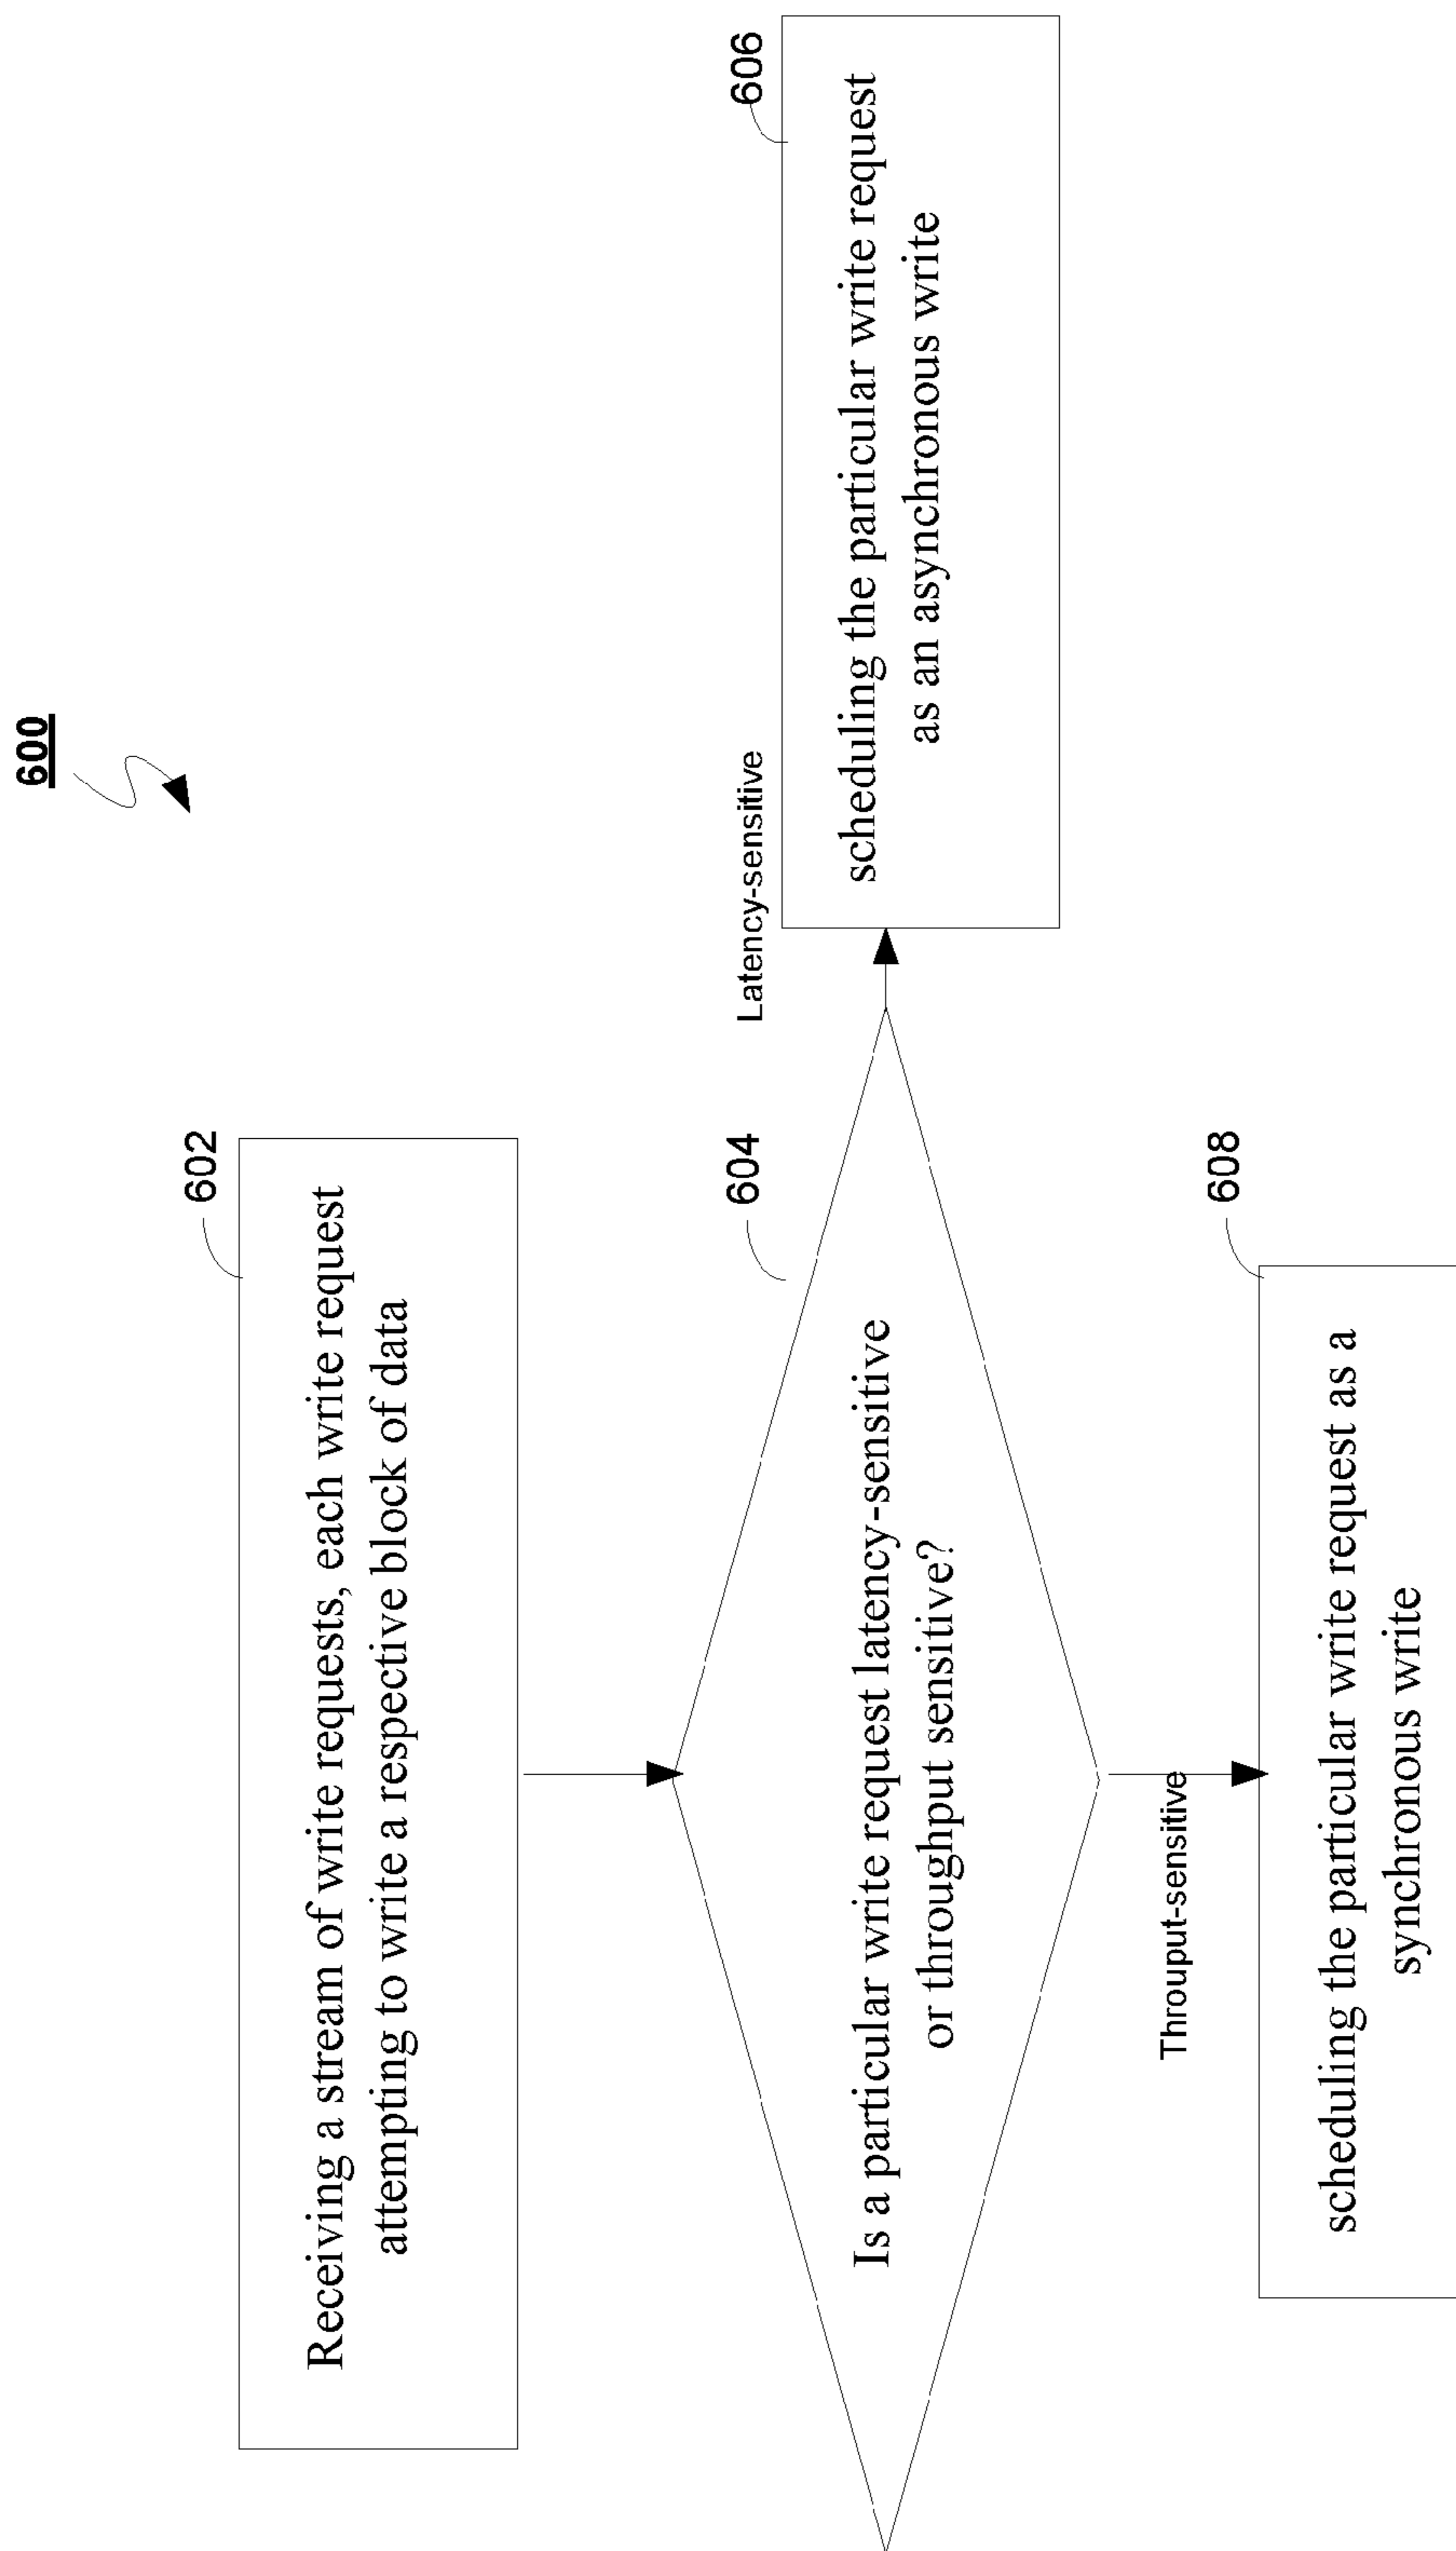 600
602
Receiving a stream of write requests, each write request
attempting to write a respective block of data
604
Is a particular write request latency-sensitive
or throughput sensitive?
Latency-sensitive
606
scheduling the particular write request
as an asynchronous write
Throuput-sensitive
608
scheduling the particular write request as a
synchronous write